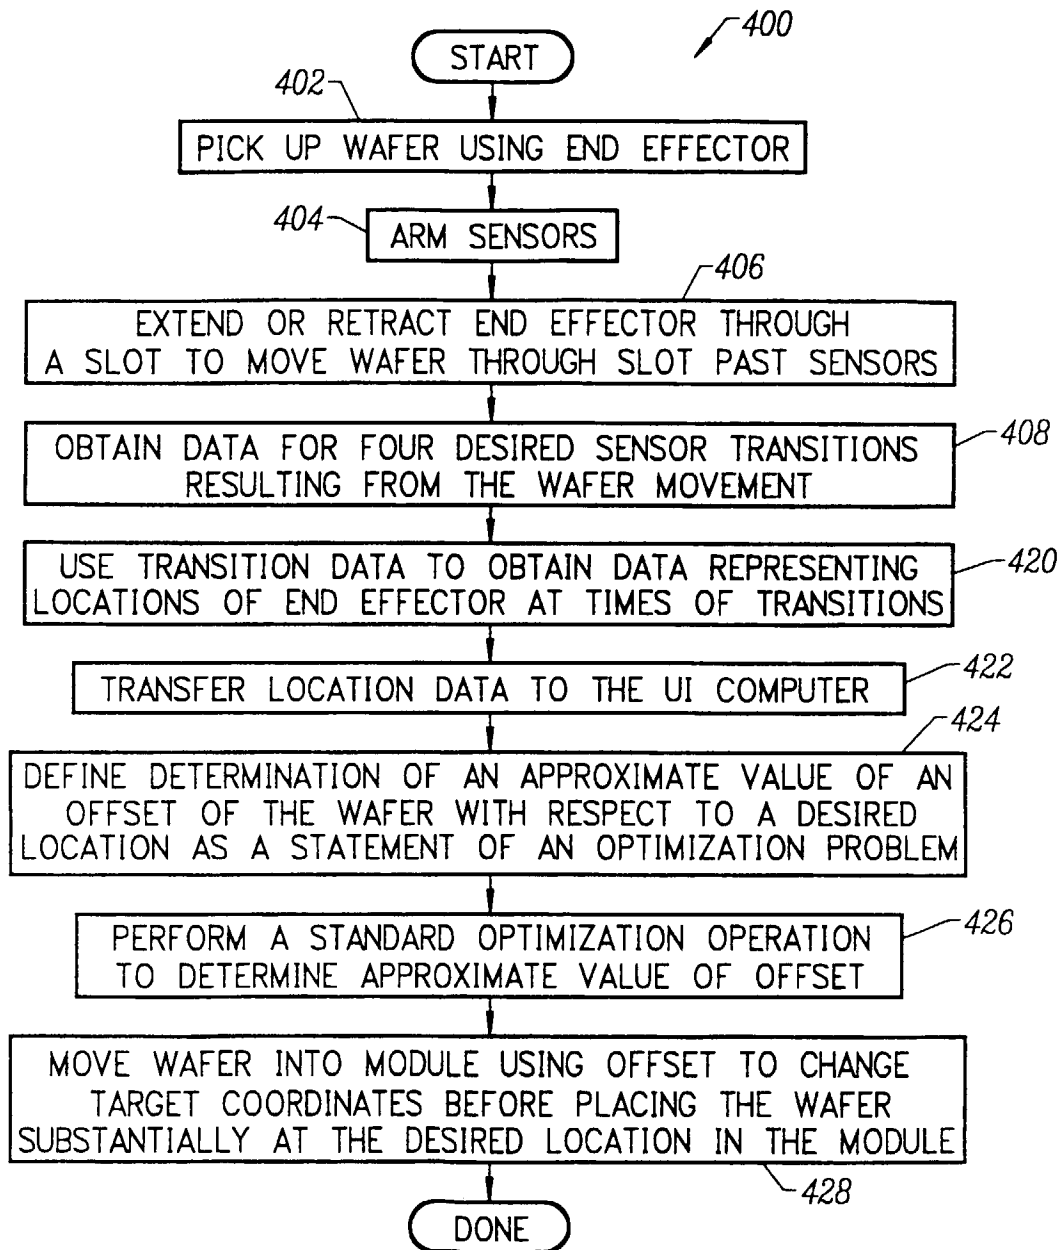 400
START
402
PICK UP WAFER USING END EFFECTOR
404
ARM SENSORS
406
EXTEND OR RETRACT END EFFECTOR THROUGH
A SLOT TO MOVE WAFER THROUGH SLOT PAST SENSORS
408
OBTAIN DATA FOR FOUR DESIRED SENSOR TRANSITIONS
RESULTING FROM THE WAFER MOVEMENT
420
USE TRANSITION DATA TO OBTAIN DATA REPRESENTING
LOCATIONS OF END EFFECTOR AT TIMES OF TRANSITIONS
422
TRANSFER LOCATION DATA TO THE UI COMPUTER
424
DEFINE DETERMINATION OF AN APPROXIMATE VALUE OF AN
OFFSET OF THE WAFER WITH RESPECT TO A DESIRED
LOCATION AS A STATEMENT OF AN OPTIMIZATION PROBLEM
426
PERFORM A STANDARD OPTIMIZATION OPERATION
TO DETERMINE APPROXIMATE VALUE OF OFFSET
MOVE WAFER INTO MODULE USING OFFSET TO CHANGE
TARGET COORDINATES BEFORE PLACING THE WAFER
SUBSTANTIALLY AT THE DESIRED LOCATION IN THE MODULE
428
DONE